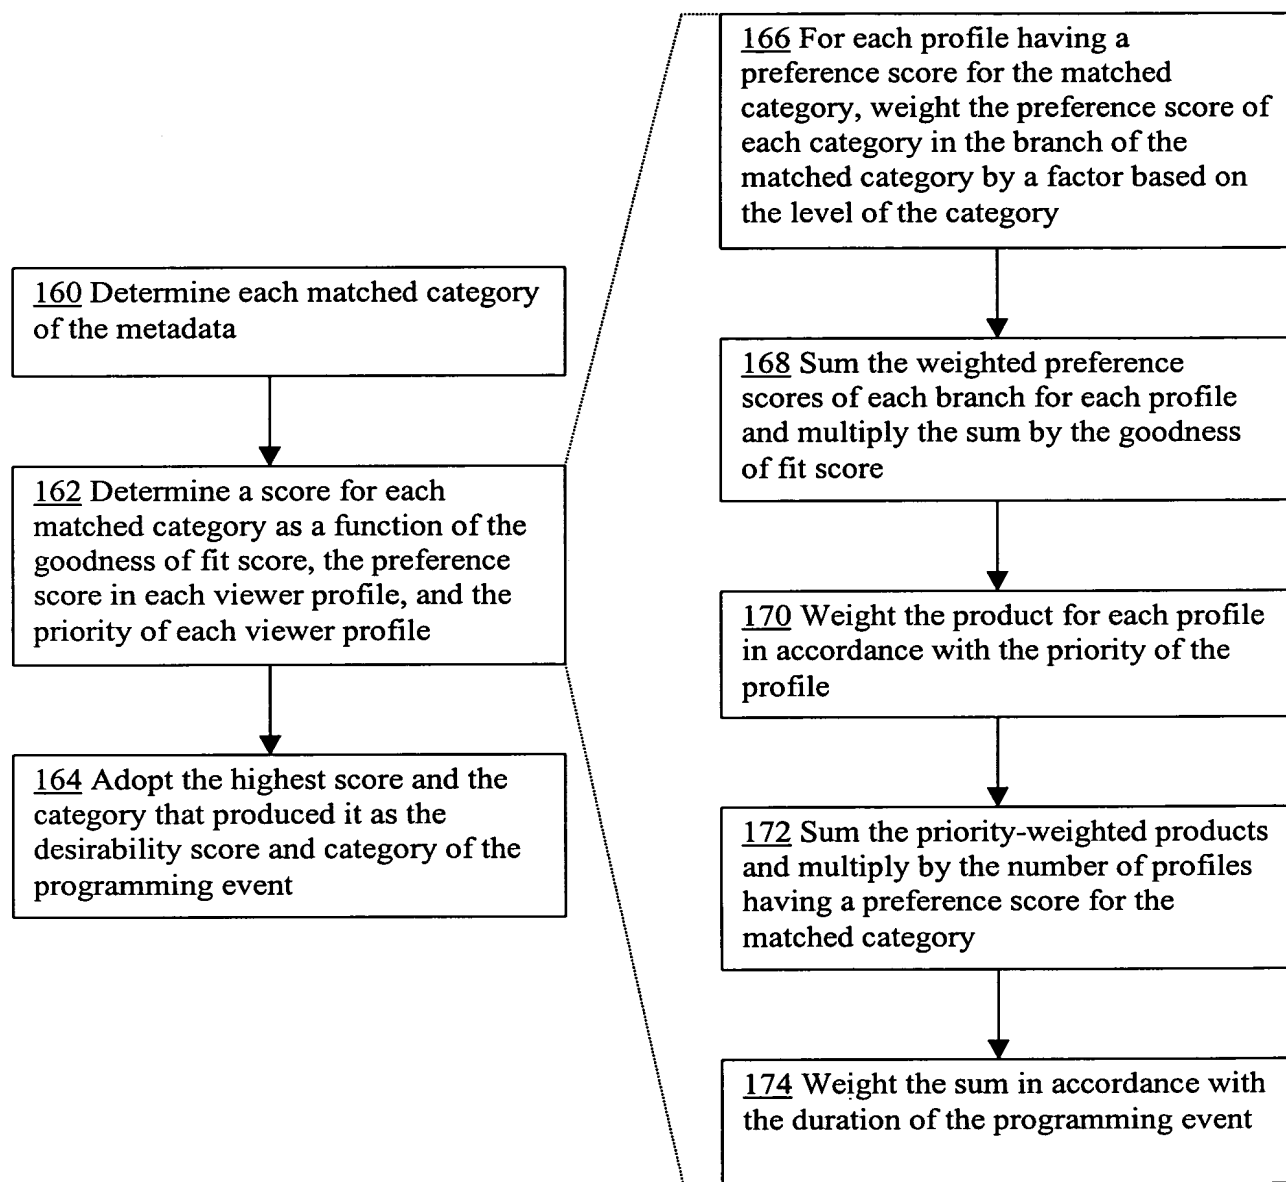 160 Determine each matched category
of the metadata
162 Determine a score for each
matched category as a function of the
goodness of fit score, the preference
score in each viewer profile, and the
priority of each viewer profile
164 Adopt the highest score and the
category that produced it as the
desirability score and category of the
programming event
166 For each profile having a
preference score for the matched
category, weight the preference score of
each category in the branch of the
matched category by a factor based on
the level of the category
168 Sum the weighted preference
scores of each branch for each profile
and multiply the sum by the goodness
of fit score
170 Weight the product for each profile
in accordance with the priority of the
profile
172 Sum the priority-weighted products
and multiply by the number of profiles
having a preference score for the
matched category
174 Weight the sum in accordance with
the duration of the programming event